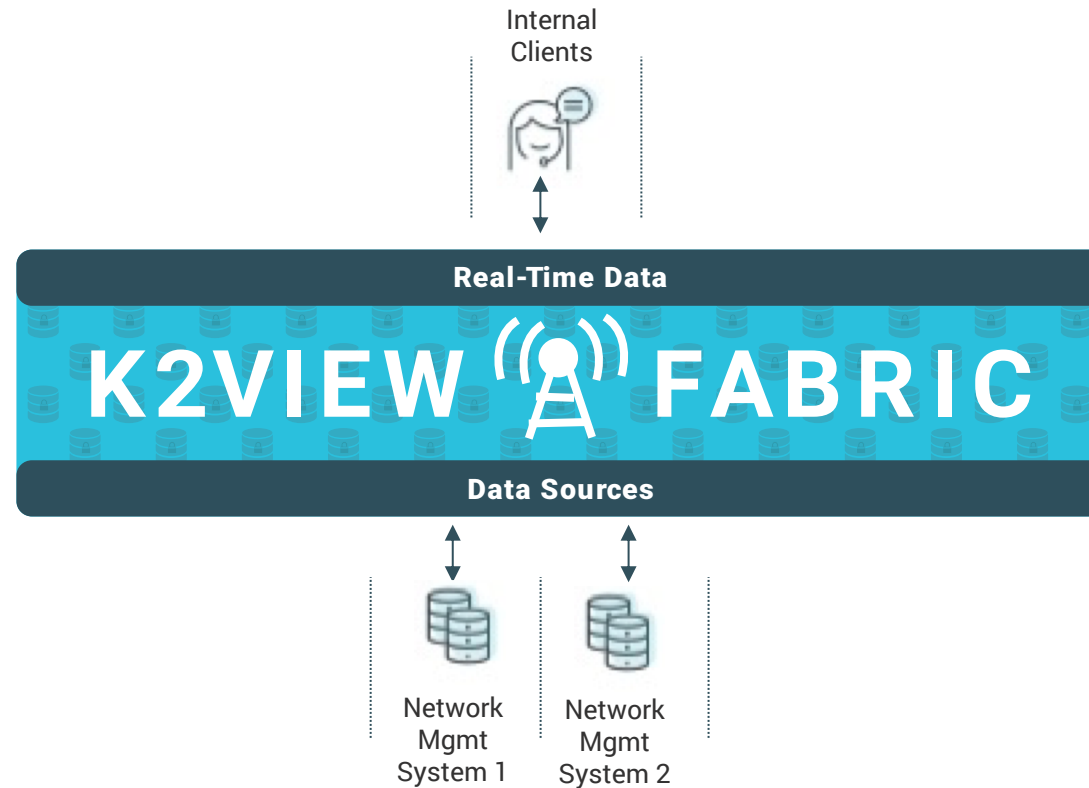 Internal
Clients
Real-Time Data
K2VIEW FABRIC
Data Sources
Network
Mgmt
System 1
Network
Mgmt
System 2